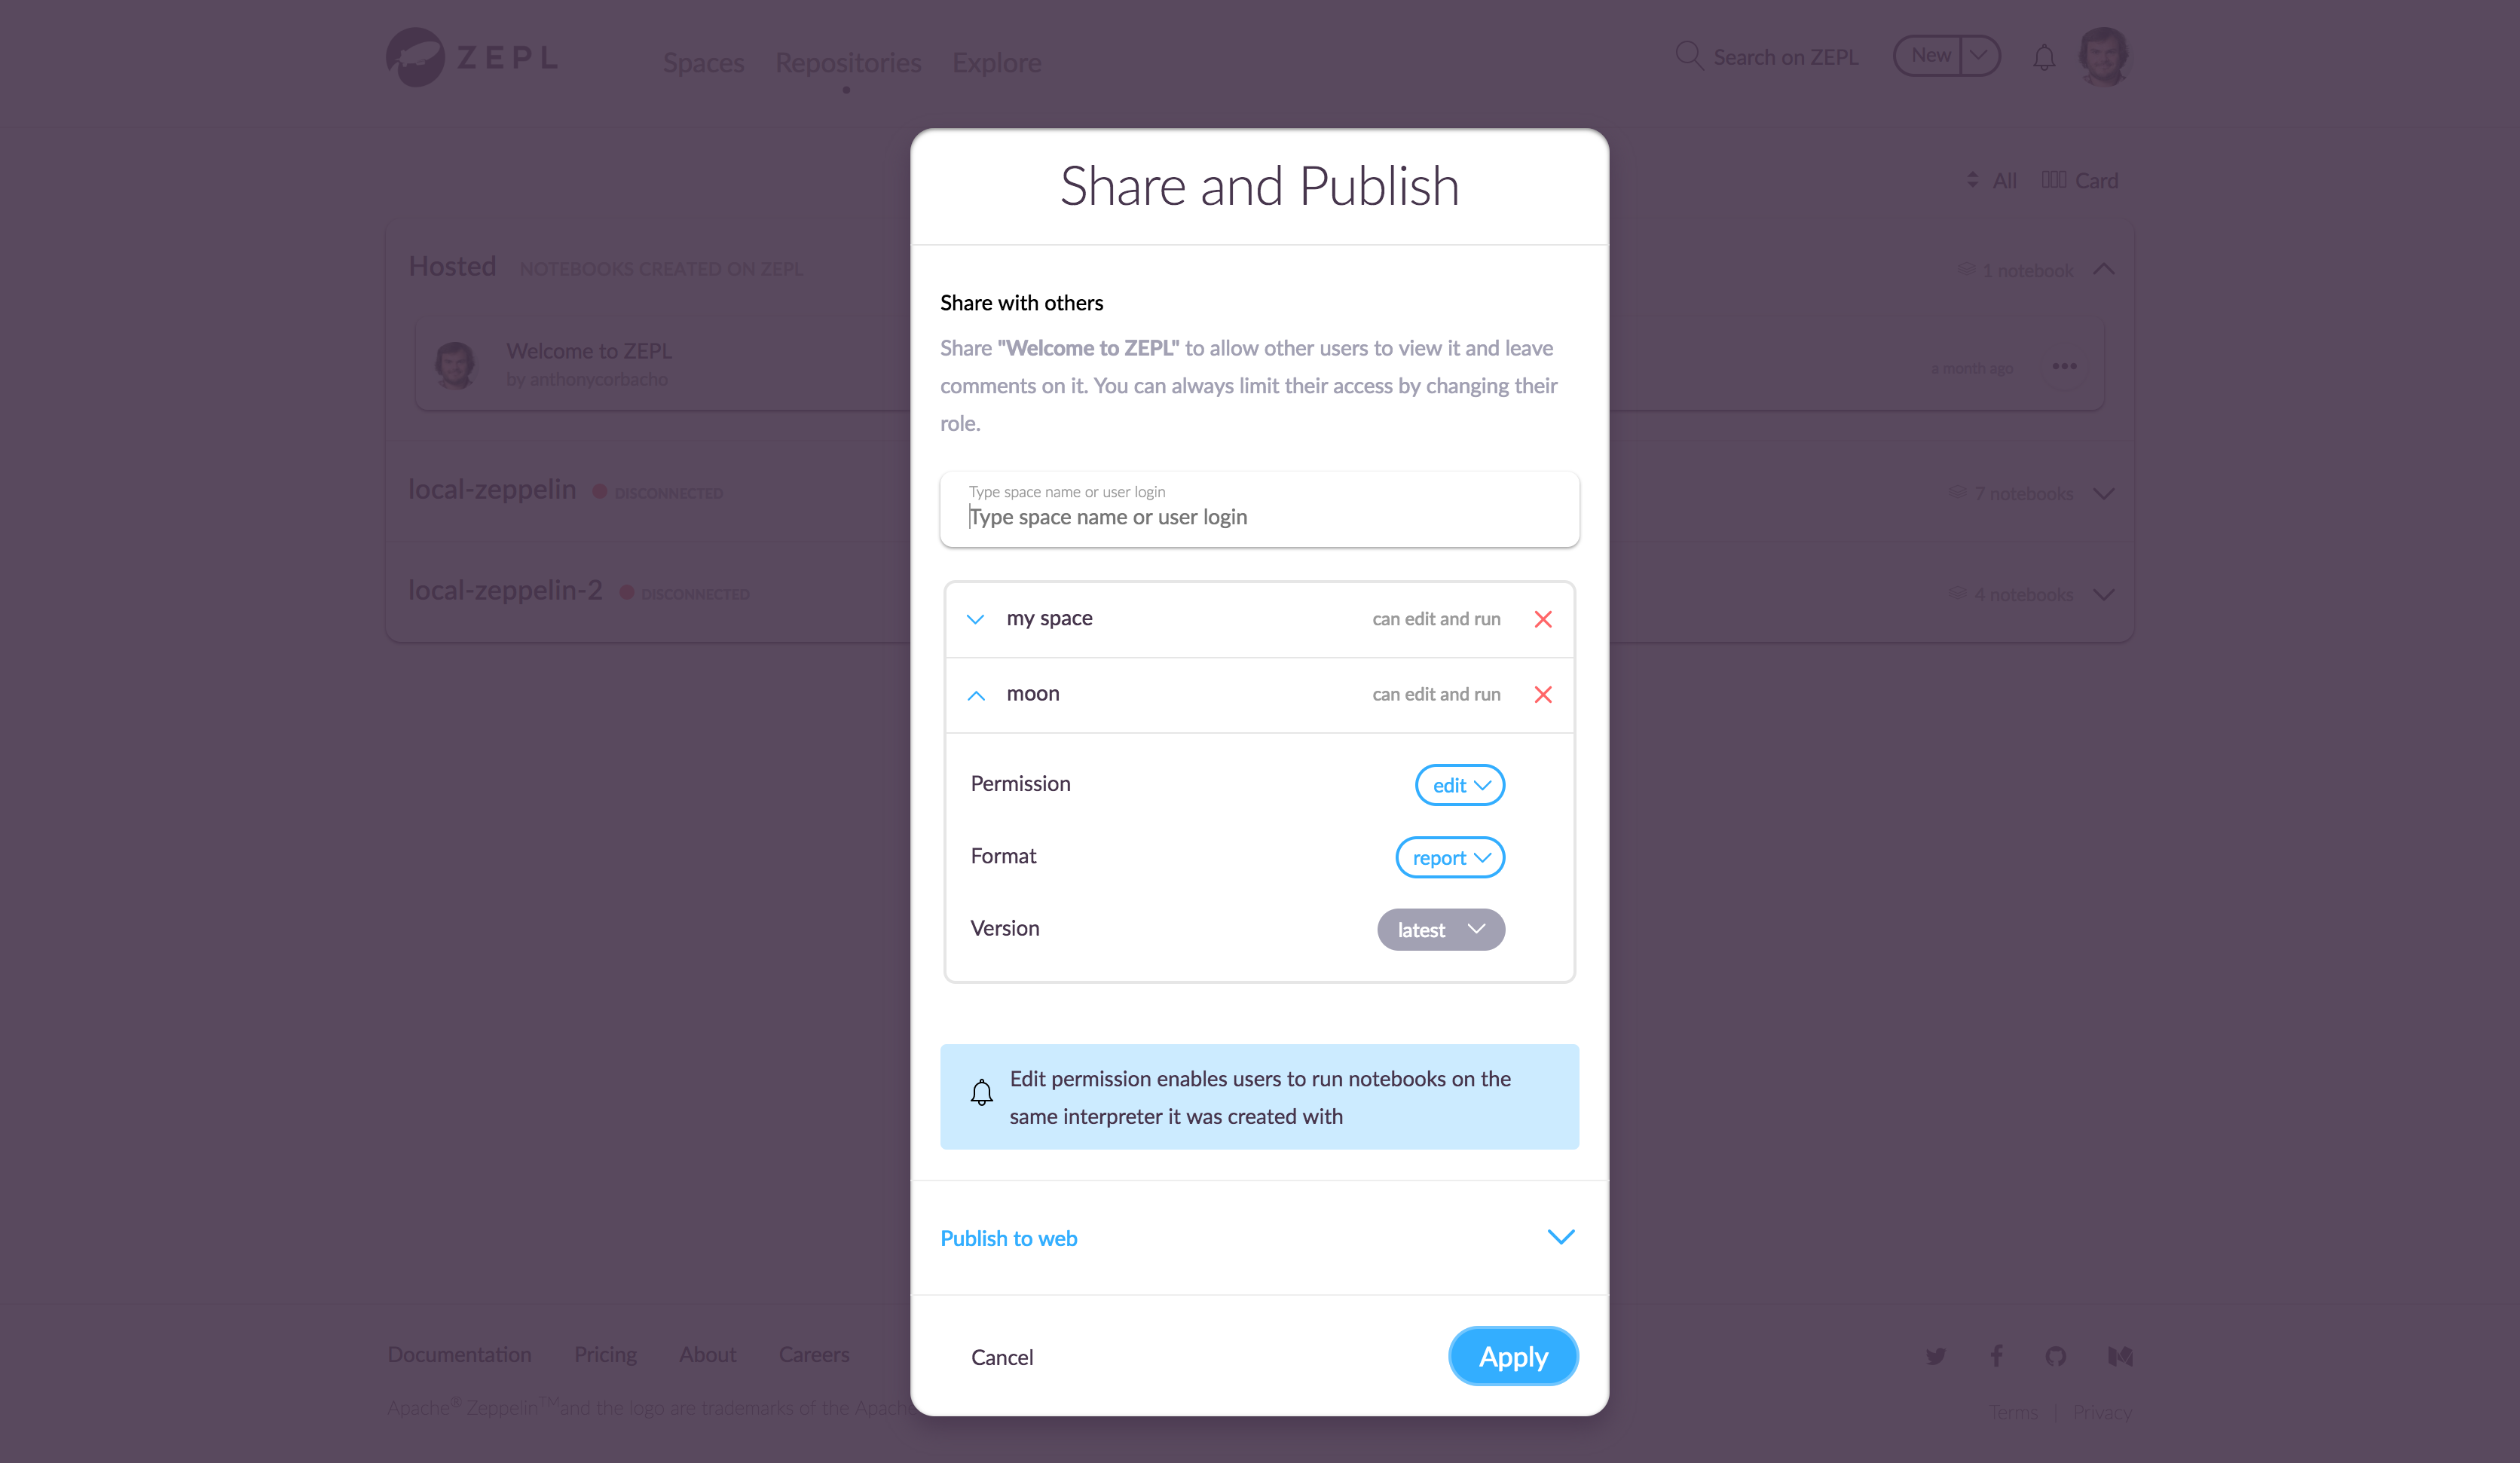 ZEPL
Spaces
Repositories
Explore
Search on ZEPL
New
All
Card
Share and Publish
Hosted
NOTEBOOKS CREATED ON ZEPL
1 notebook
Welcome to ZEPL
by anthonycorbacho
a month ago
local-zeppelin
DISCONNECTED
7 notebooks
local-zeppelin-2
DISCONNECTED
4 notebooks
Share with others
Share "Welcome to ZEPL" to allow other users to view it and leave
comments on it. You can always limit their access by changing their
role.
Type space name or user login
Type space name or user login
my space
can edit and run
moon
can edit and run
Permission
edit
Format
report
Version
latest
Edit permission enables users to run notebooks on the
same interpreter it was created with
Publish to web
Cancel
Apply
Documentation
Pricing
About
Careers
Apache® Zeppelin™and the logo are trademarks of the Apach
Terms | Privacy